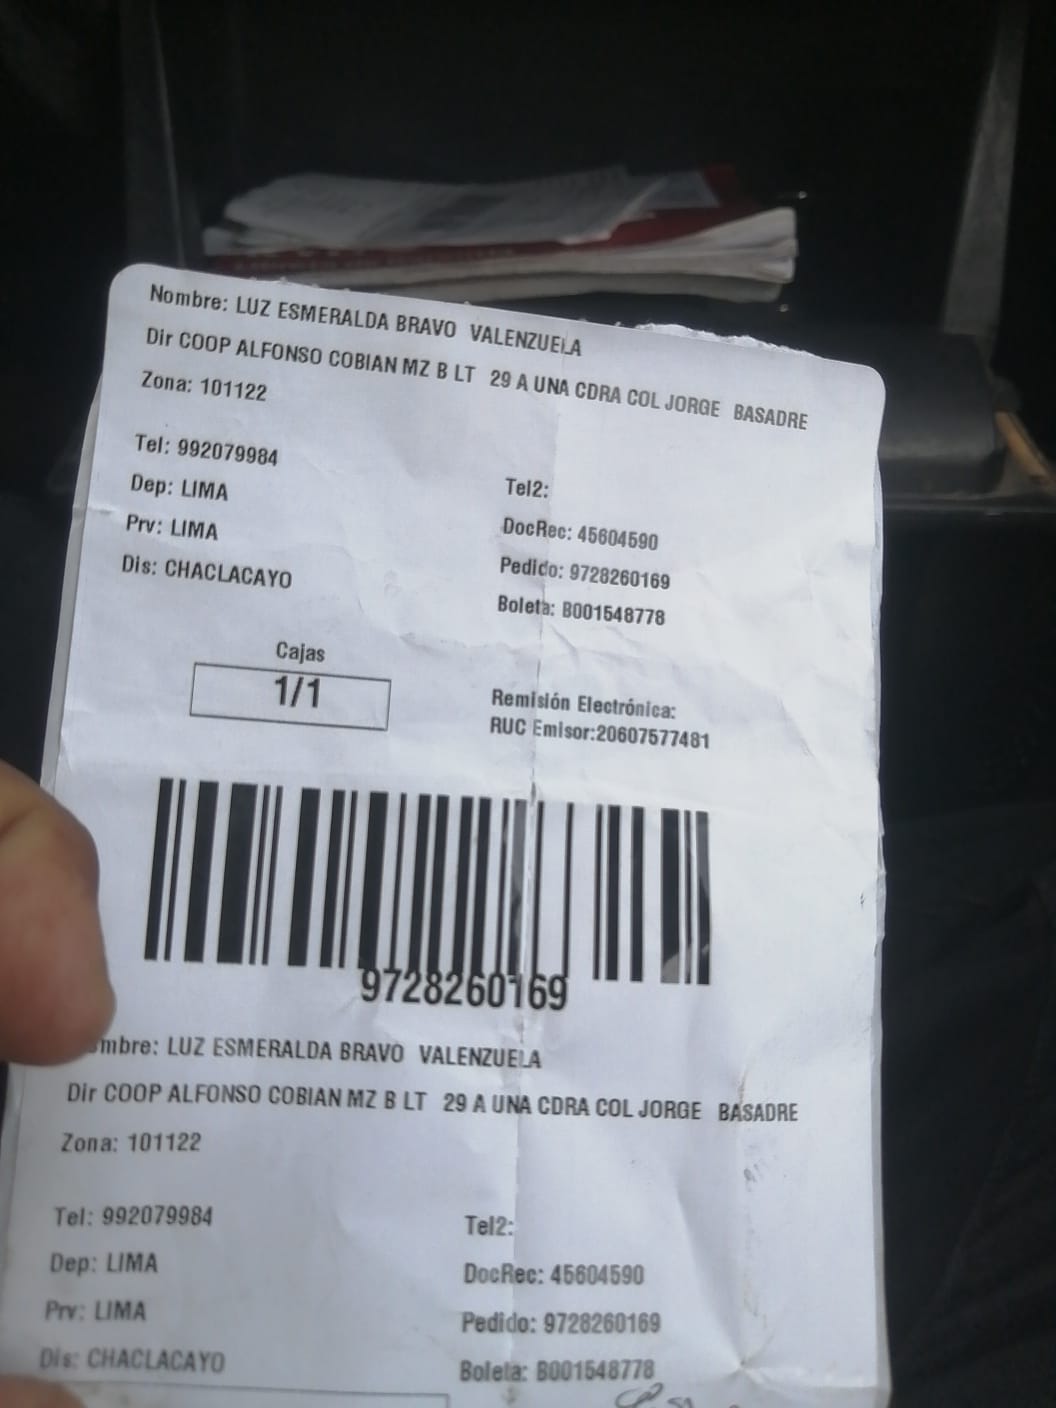 Nombre: LUZ ESMERALDA BRAVO VALENZUELA
Dir COOP ALFONSO COBIAN MZ B LT 29 A UNA CDRA COL JORGE BASADRE
Zona: 101122
Tel: 992079984
Tel2:
Dep: LIMA
DocRec: 45604590
Prv: LIMA
Pedido: 9728260169
Dis: CHACLACAYO
Boleta: B001548778
Cajas
1/1
Remisión Electrónica:
RUC Emisor:20607577481
9728260169
ombre: LUZ ESMERALDA BRAVO VALENZUELA
Dir COOP ALFONSO COBIAN MZ B LT 29 A UNA CDRA COL JORGE BASADRE
Zona: 101122
Tel: 992079984
Tel2:
Dep: LIMA
DocRec: 45604590
Prv: LIMA
Pedido: 9728260169
Dis: CHACLACAYO
Boleta: B001548778